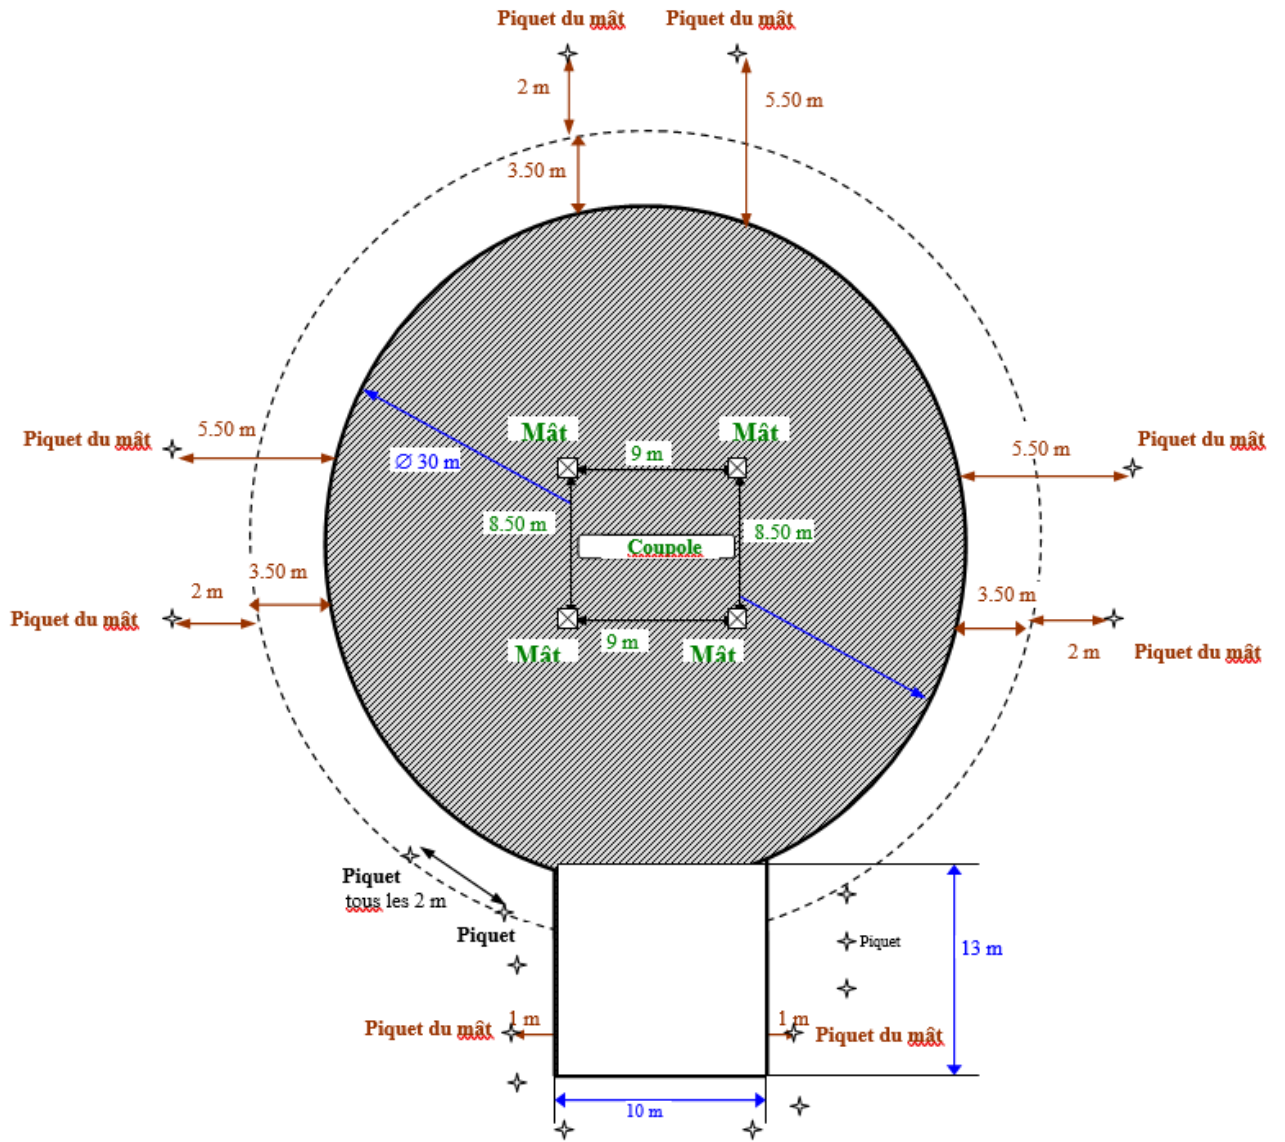 Piquet du mât
Piquet du mât
2 m
5.50 m
3.50 m
Mât
Mât
5.50 m
Piquet du mât
9 m
5.50 m
Piquet du mât
∅ 30 m
8.50 m
8.50 m
Coupole
3.50 m
2 m
3.50 m
Piquet du mât
9 m
Mât
Mât
2 m
Piquet du mât
Piquet
tous les 2 m
Piquet
Piquet
13 m
1 m
1 m
Piquet du mât
Piquet du mât
10 m